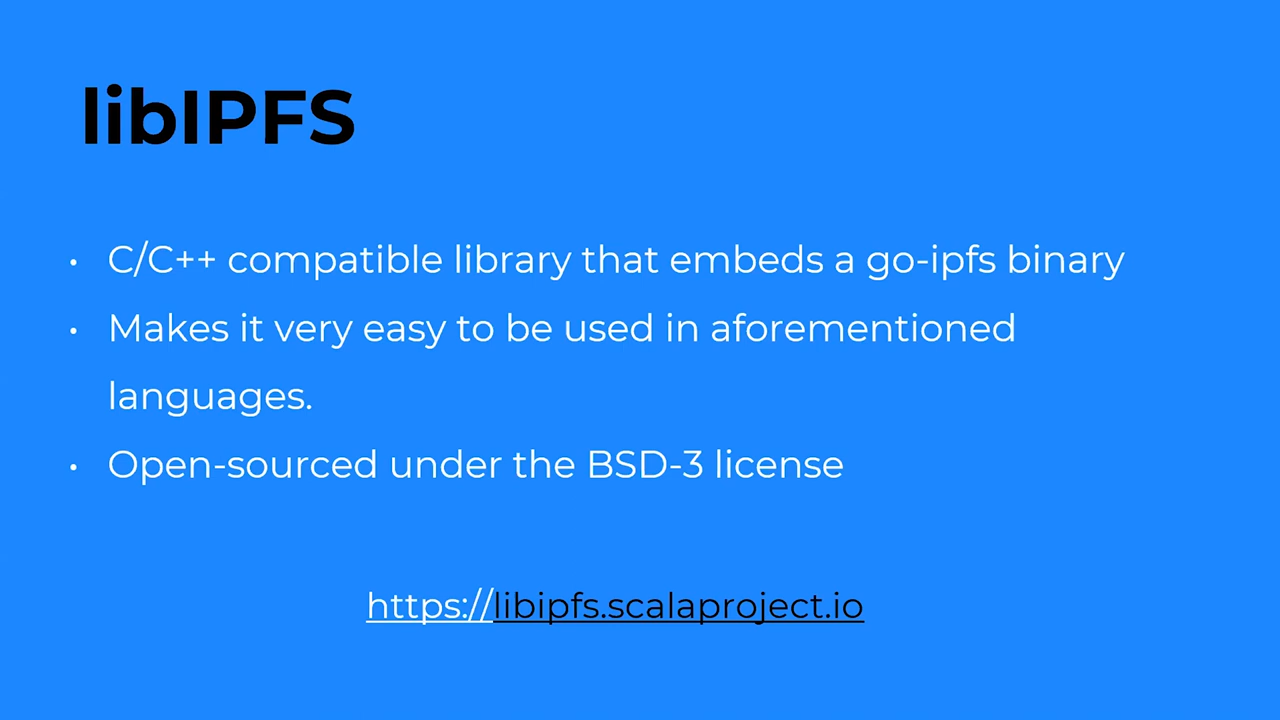 libIPFS
• C/C++ compatible library that embeds a go-ipfs binary
• Makes it very easy to be used in aforementioned
languages.
• Open-sourced under the BSD-3 license
https://libipfs.scalaproject.io